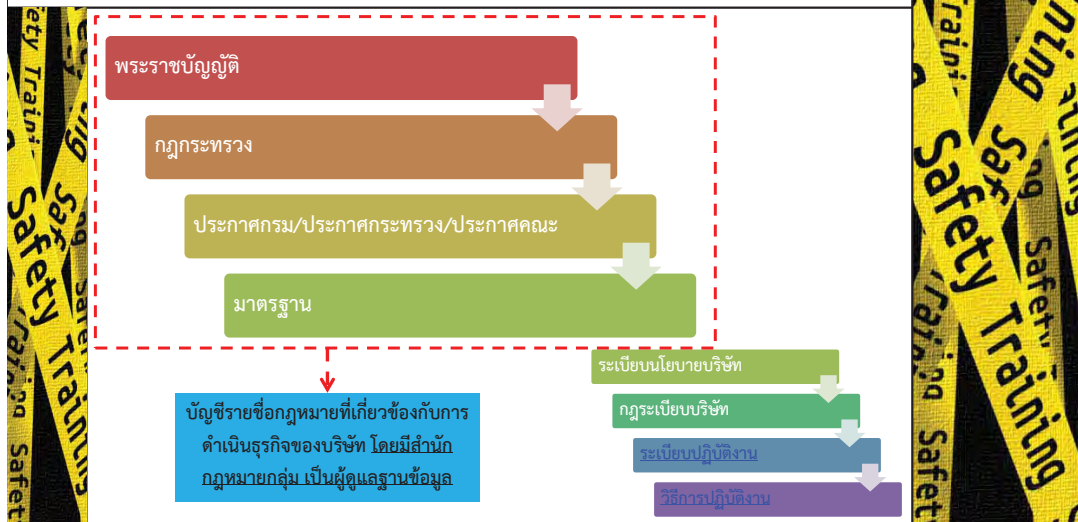 พระราชบัญญัติ
กฎกระทรวง
ประกาศกรม/ประกาศกระทรวง/ประกาศคณะ
มาตรฐาน
บัญชีรายชื่อกฎหมายที่เกี่ยวข้องกับการ
ดำเนินธุรกิจของบริษัท โดยมีสำนัก
กฎหมายกลุ่ม เป็นผู้ดูแลฐานข้อมูล
ระเบียบนโยบายบริษัท
กฎระเบียบบริษัท
ระเบียบปฏิบัติงาน
วิธีการปฏิบัติงาน
Safety Training
Safety Training